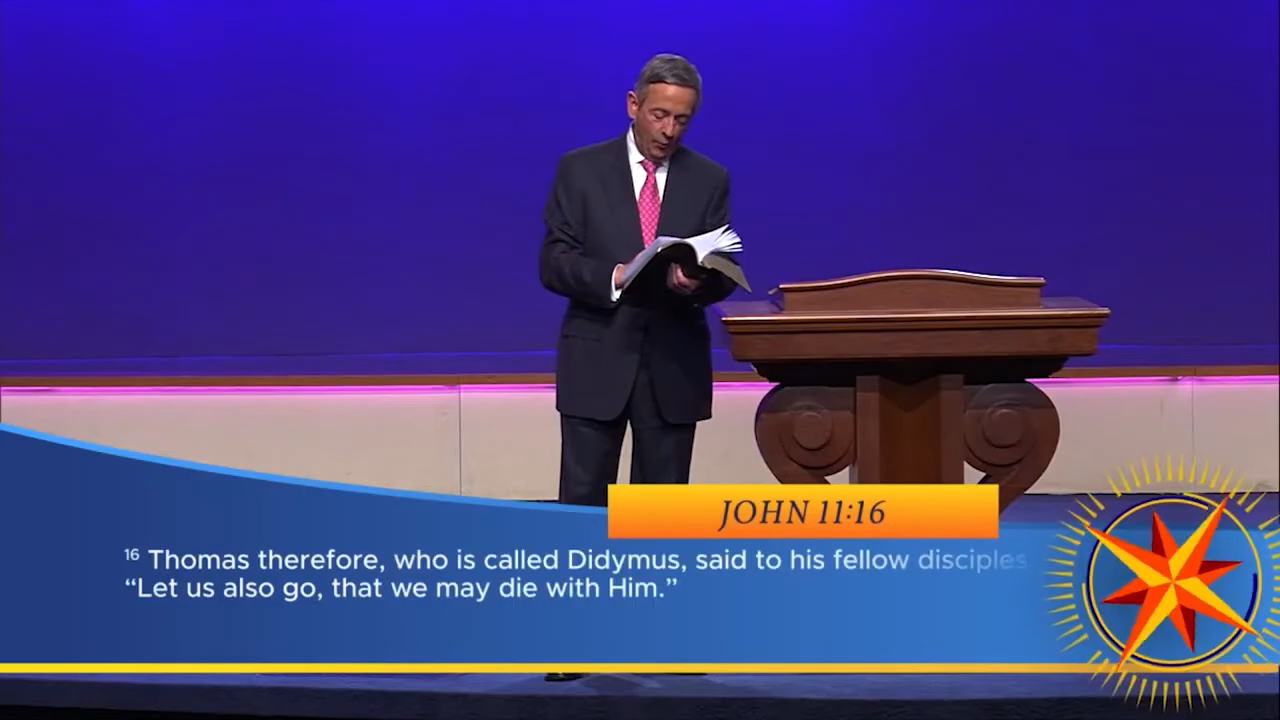 JOHN 11:16
16 Thomas therefore, who is called Didymus, said to his fellow disciples
“Let us also go, that we may die with Him.”